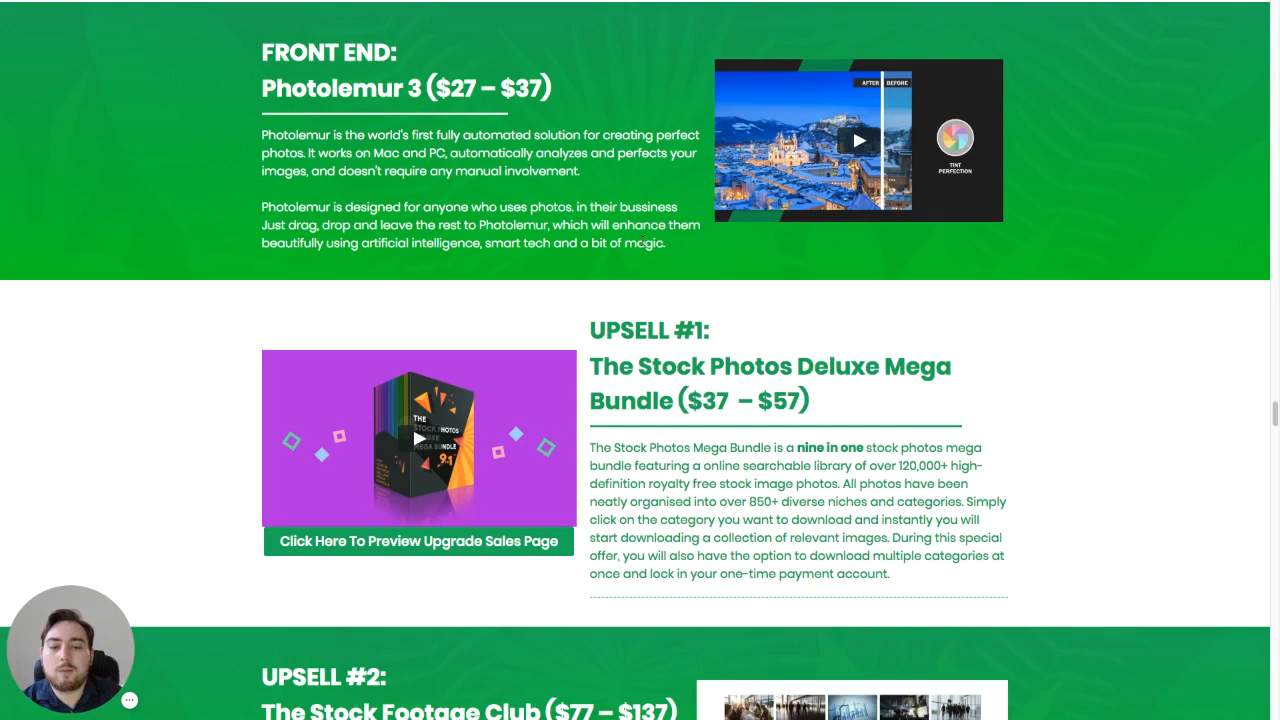 FRONT END:
Photolemur 3 ($27 – $37)
Photolemur is the world's first fully automated solution for creating perfect
photos. It works on Mac and PC, automatically analyzes and perfects your
images, and doesn't require any manual involvement.
Photolemur is designed for anyone who uses photos. in their bussiness
Just drag, drop and leave the rest to Photolemur, which will enhance them
beautifully using artificial intelligence, smart tech and a bit of magic.
AFTER BEFORE
TINT
PERFECTION
UPSELL #1:
The Stock Photos Deluxe Mega
Bundle ($37 – $57)
The Stock Photos Mega Bundle is a nine in one stock photos mega
bundle featuring a online searchable library of over 120,000+ high-
definition royalty free stock image photos. All photos have been
neatly organised into over 850+ diverse niches and categories. Simply
click on the category you want to download and instantly you will
start downloading a collection of relevant images. During this special
offer, you will also have the option to download multiple categories at
once and lock in your one-time payment account.
THE
STOCK PHOTOS
DELUXE
MEGA BUNDLE
Click Here To Preview Upgrade Sales Page
UPSELL #2:
The Stock Footage Club ($77 – $137)